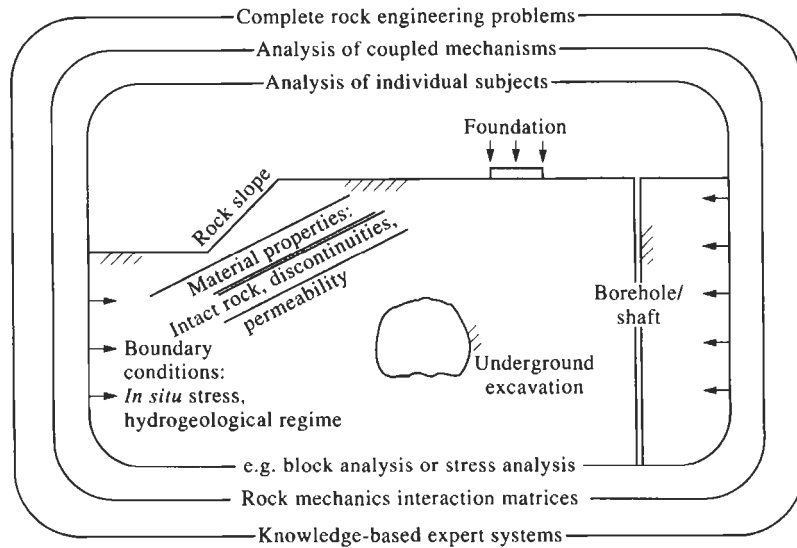 Complete rock engineering problems
Analysis of coupled mechanisms
Analysis of individual subjects
Foundation
Rock slope
Material properties:
Intact rock, discontinuities,
permeability
Borehole/
shaft
Boundary
conditions:
In situ stress,
hydrogeological regime
Underground
excavation
e.g. block analysis or stress analysis
Rock mechanics interaction matrices
Knowledge-based expert systems